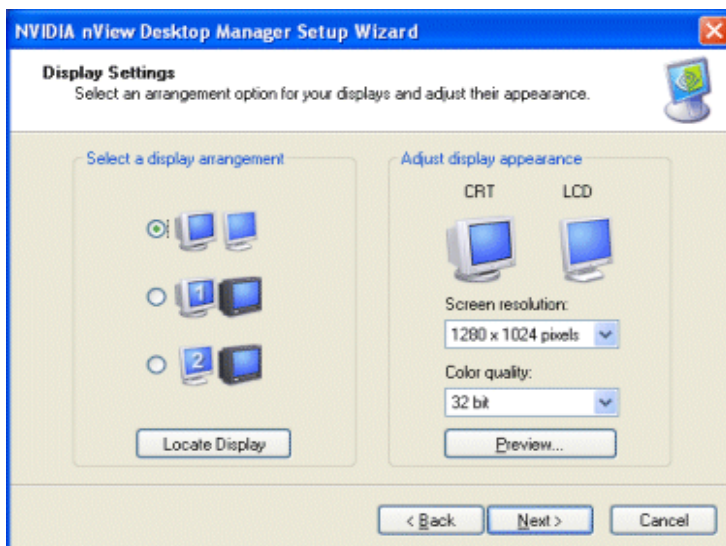 NVIDIA nView Desktop Manager Setup Wizard
Display Settings
Select an arrangement option for your displays and adjust their appearance.
Select a display arrangement
1
2
Locate Display
Adjust display appearance
CRT LCD
Screen resolution:
1280 x 1024 pixels
Color quality:
32 bit
Preview...
< Back Next > Cancel